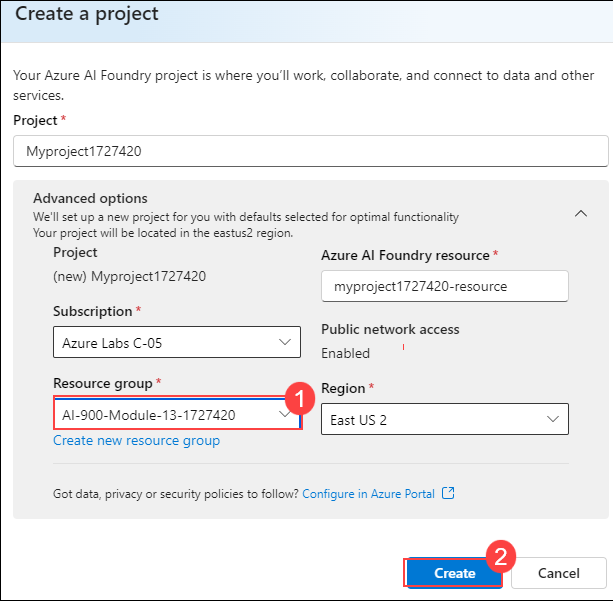 Create a project
Your Azure AI Foundry project is where you'll work, collaborate, and connect to data and other
services.
Project *
Myproject1727420
Advanced options
We'll set up a new project for you with defaults selected for optimal functionality
Your project will be located in the eastus2 region.
Project
(new) Myproject1727420
Azure AI Foundry resource *
myproject1727420-resource
Subscription *
Azure Labs C-05
Public network access
Enabled
Resource group *
1
AI-900-Module-13-1727420
Create new resource group
Region *
East US 2
Got data, privacy or security policies to follow? Configure in Azure Portal
2
Create
Cancel